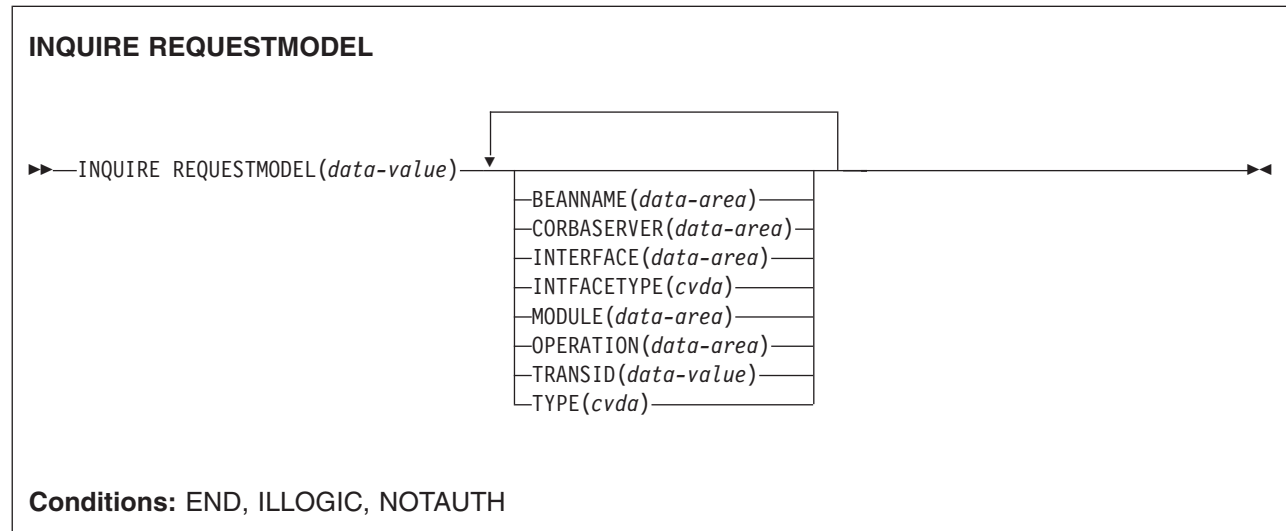 INQUIRE REQUESTMODEL
INQUIRE REQUESTMODEL(data-value)
BEANNAME(data-area)
CORBASERVER(data-area)
INTERFACE(data-area)
INTFACETYPE(cvda)
MODULE(data-area)
OPERATION(data-area)
TRANSID(data-value)
TYPE(cvda)
Conditions: END, ILLOGIC, NOTAUTH